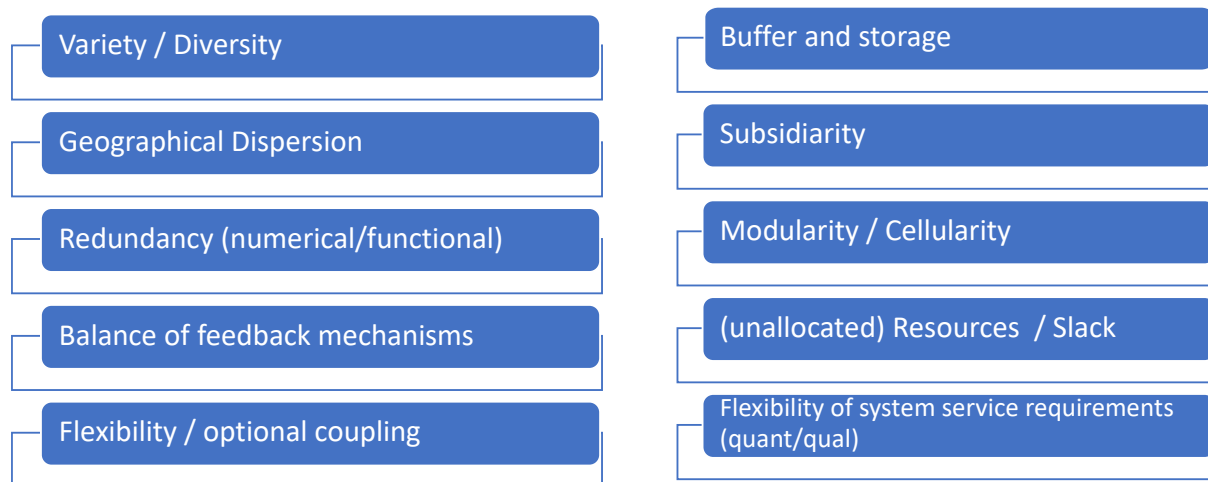 Variety / Diversity
Geographical Dispersion
Redundancy (numerical/functional)
Balance of feedback mechanisms
Flexibility / optional coupling
Buffer and storage
Subsidiarity
Modularity / Cellularity
(unallocated) Resources / Slack
Flexibility of system service requirements
(quant/qual)